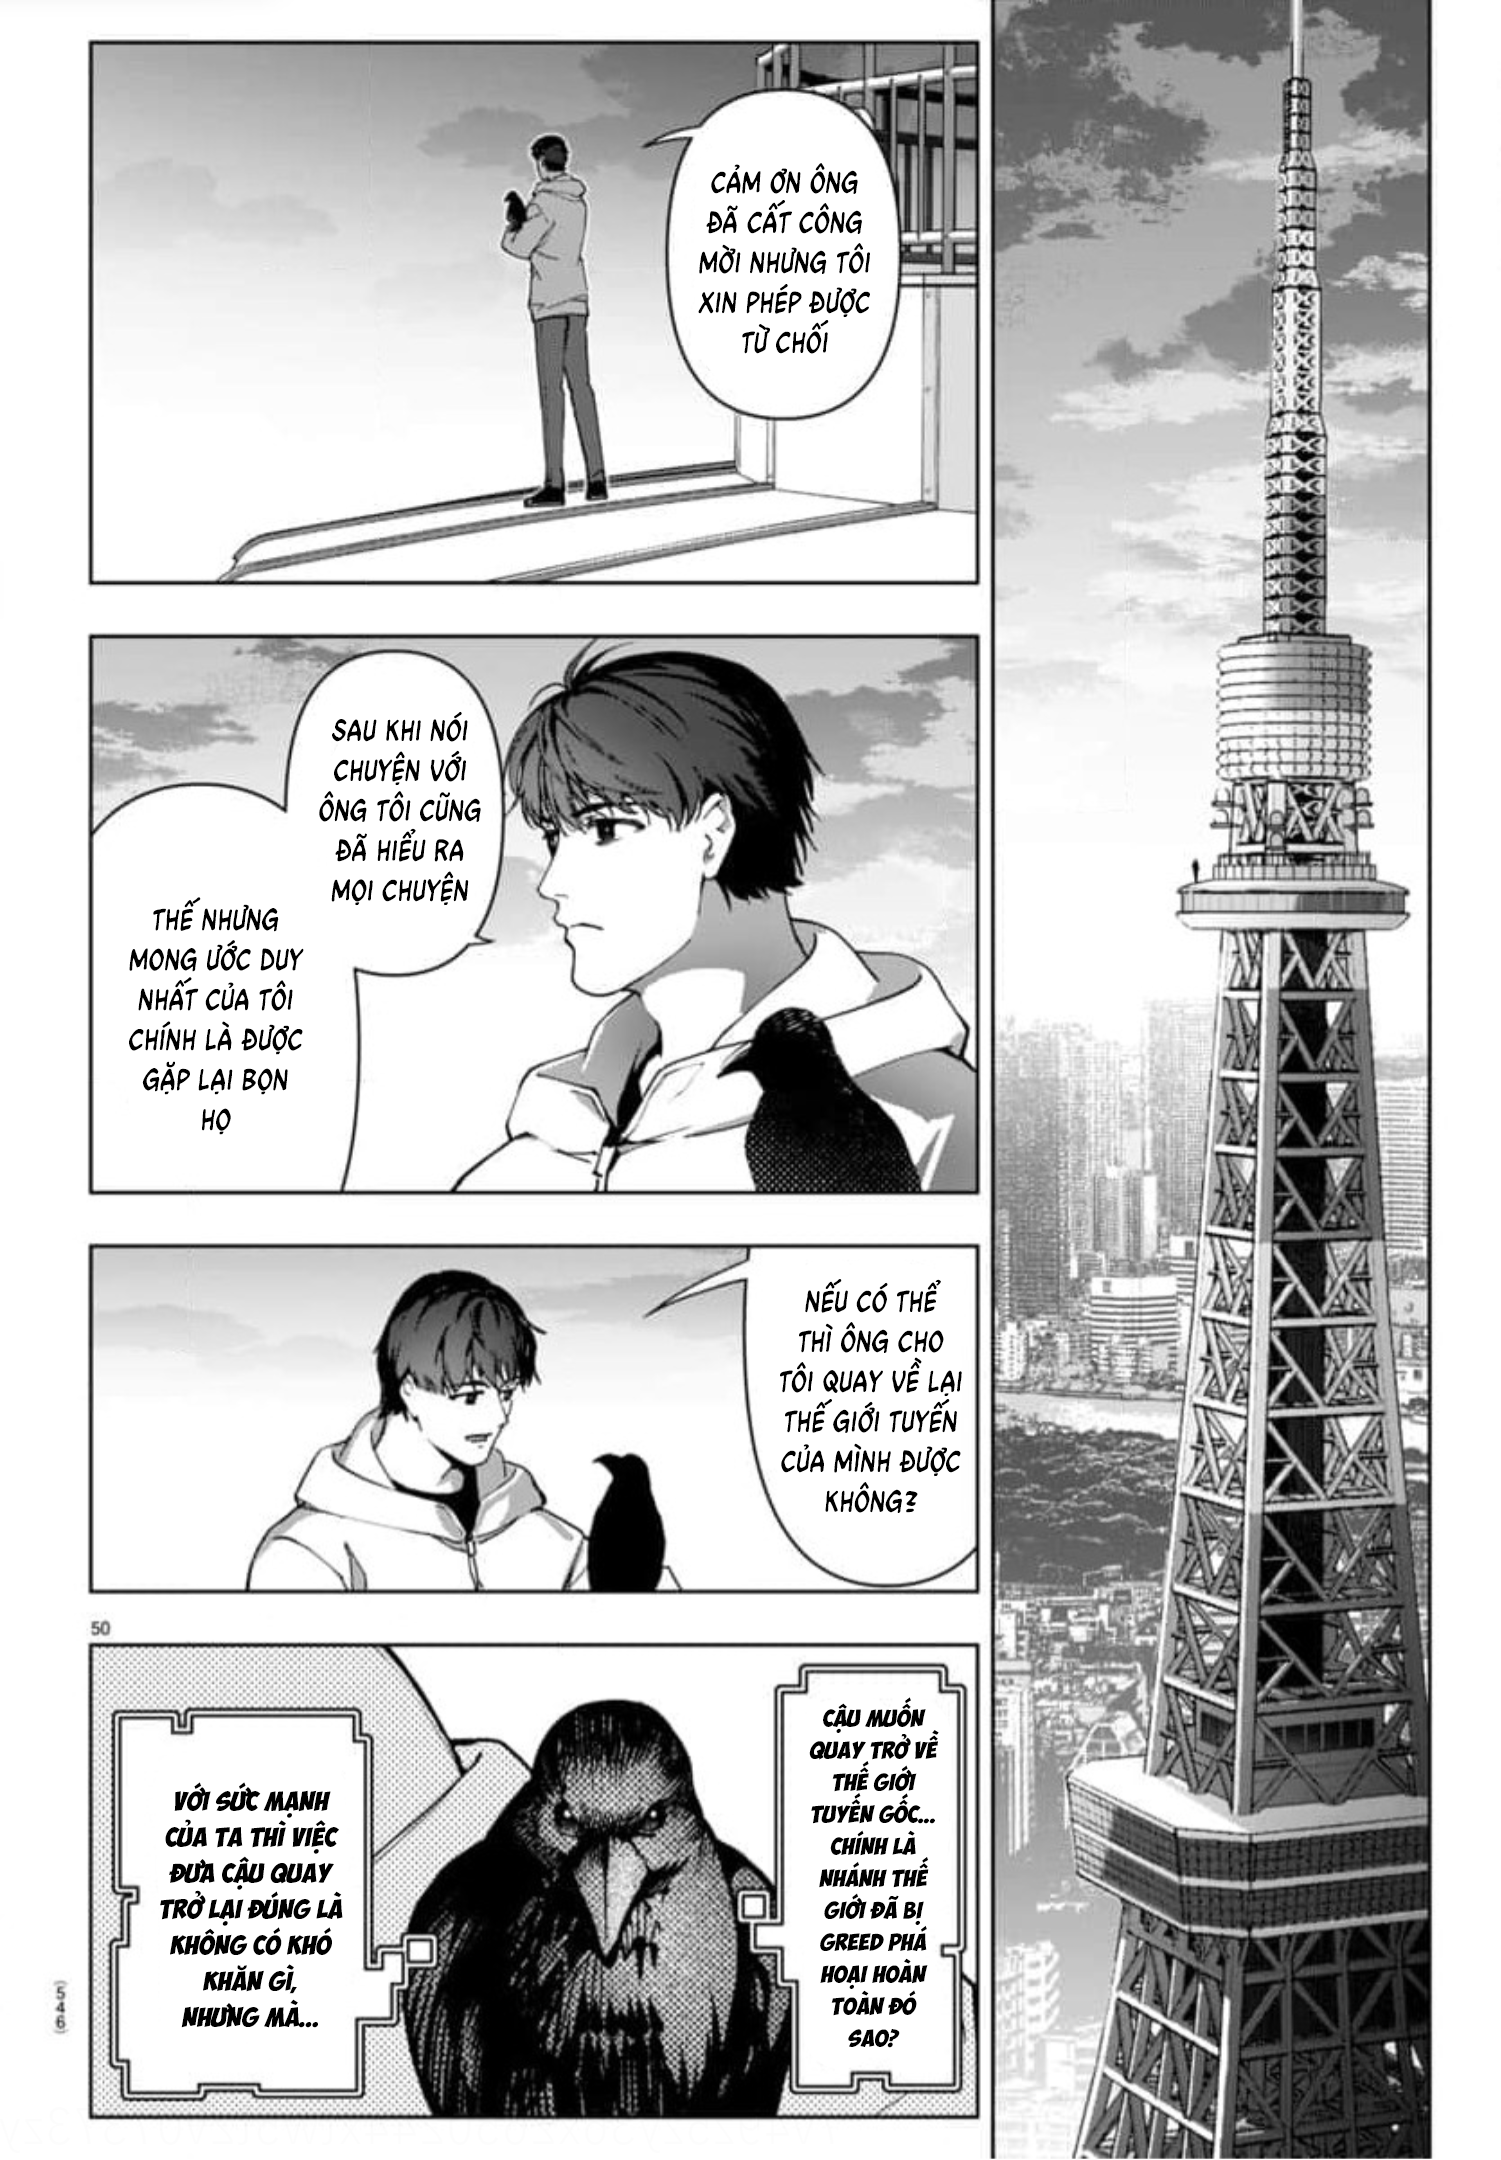 CẢM ƠN ÔNG
ĐÃ CẤT CÔNG
MỜI NHƯNG TÔI
XIN PHÉP ĐƯỢC
TỪ CHỐI
SAU KHI NÓI
CHUYỆN VỚI
ÔNG TÔI CŨNG
ĐÃ HIỂU RA
MỌI CHUYỆN
THẾ NHƯNG
MONG ƯỚC DUY
NHẤT CỦA TÔI
CHÍNH LÀ ĐƯỢC
GẶP LẠI BỌN
HỌ
NẾU CÓ THỂ
THÌ ÔNG CHO
TÔI QUAY VỀ LẠI
THẾ GIỚI TUYẾN
CỦA MÌNH ĐƯỢC
KHÔNG?
50
CẬU MUỐN
QUAY TRỞ VỀ
THẾ GIỚI
TUYẾN GỐC...
CHÍNH LÀ
NHÁNH THẾ
GIỚI ĐÃ BỊ
GREED PHÁ
HOẠI HOÀN
TOÀN ĐÓ
SAO?
VỚI SỨC MẠNH
CỦA TA THÌ VIỆC
ĐƯA CẬU QUAY
TRỞ LẠI ĐÚNG LÀ
KHÔNG CÓ KHÓ
KHĂN GÌ,
NHƯNG MÀ...
(546)